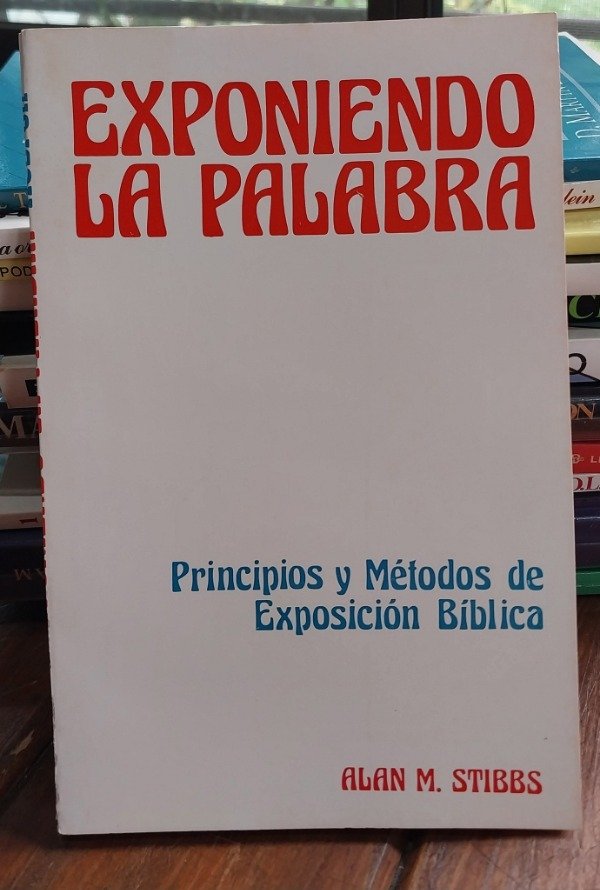 EXPONIENDO
LA PALABRA
Principios y Métodos de
Exposición Bíblica
ALAN M. STIBBS